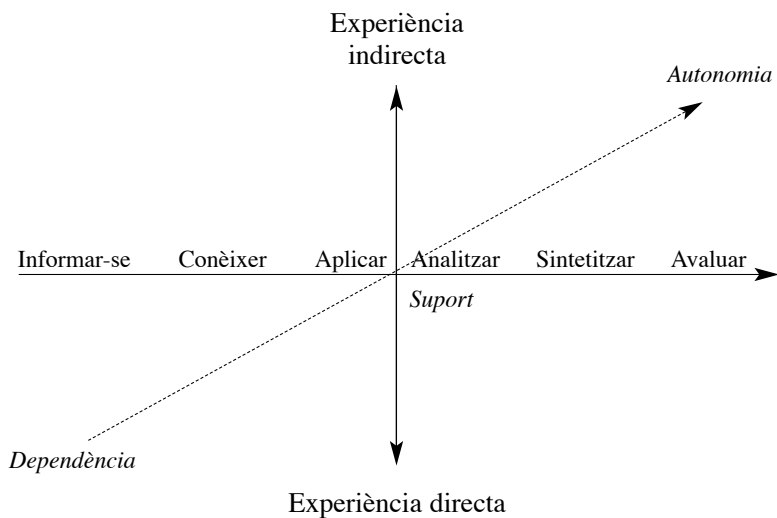 Experiència
indirecta
Autonomia
Informar-se Conèixer Aplicar Analitzar Sintetitzar Avaluar
Suport
Dependència
Experiència directa